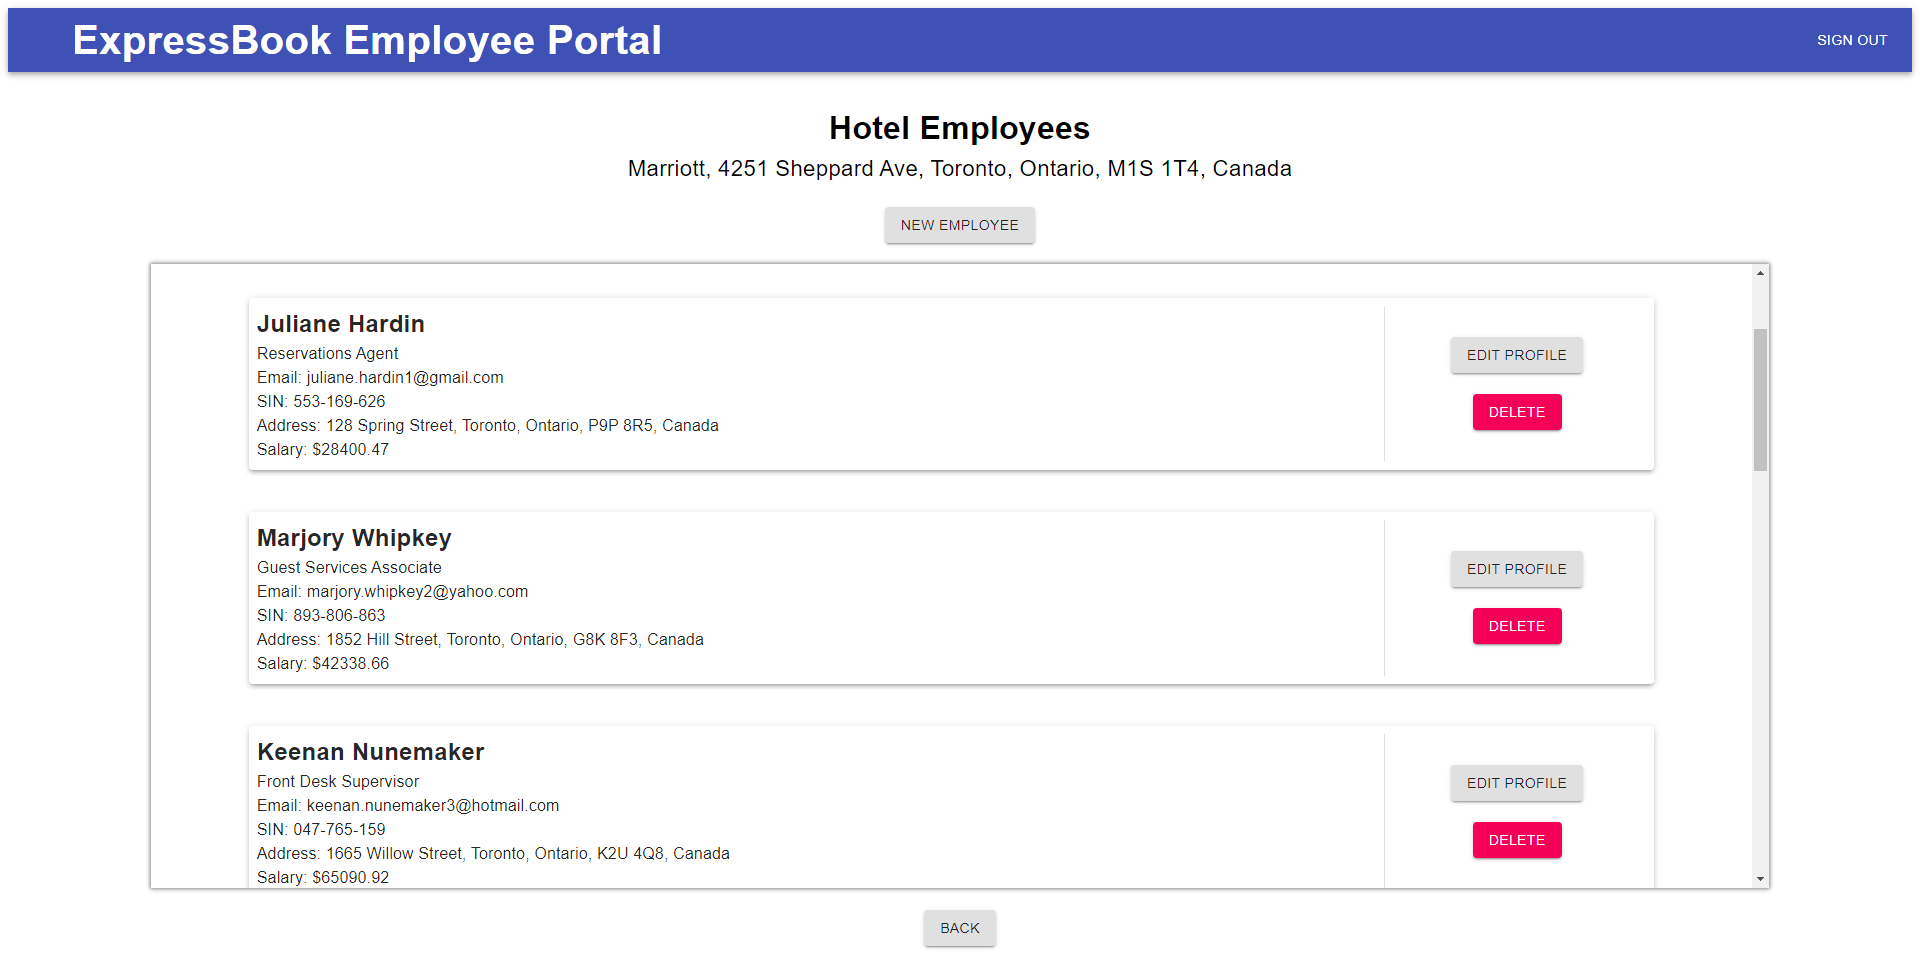 ExpressBook Employee Portal
SIGN OUT
Hotel Employees
Marriott, 4251 Sheppard Ave, Toronto, Ontario, M1S 1T4, Canada
NEW EMPLOYEE
Juliane Hardin
Reservations Agent
Email: juliane.hardin1@gmail.com
SIN: 553-169-626
Address: 128 Spring Street, Toronto, Ontario, P9P 8R5, Canada
Salary: $28400.47
EDIT PROFILE
DELETE
Marjory Whipkey
Guest Services Associate
Email: marjory.whipkey2@yahoo.com
SIN: 893-806-863
Address: 1852 Hill Street, Toronto, Ontario, G8K 8F3, Canada
Salary: $42338.66
EDIT PROFILE
DELETE
Keenan Nunemaker
Front Desk Supervisor
Email: keenan.nunemaker3@hotmail.com
SIN: 047-765-159
Address: 1665 Willow Street, Toronto, Ontario, K2U 4Q8, Canada
Salary: $65090.92
EDIT PROFILE
DELETE
BACK